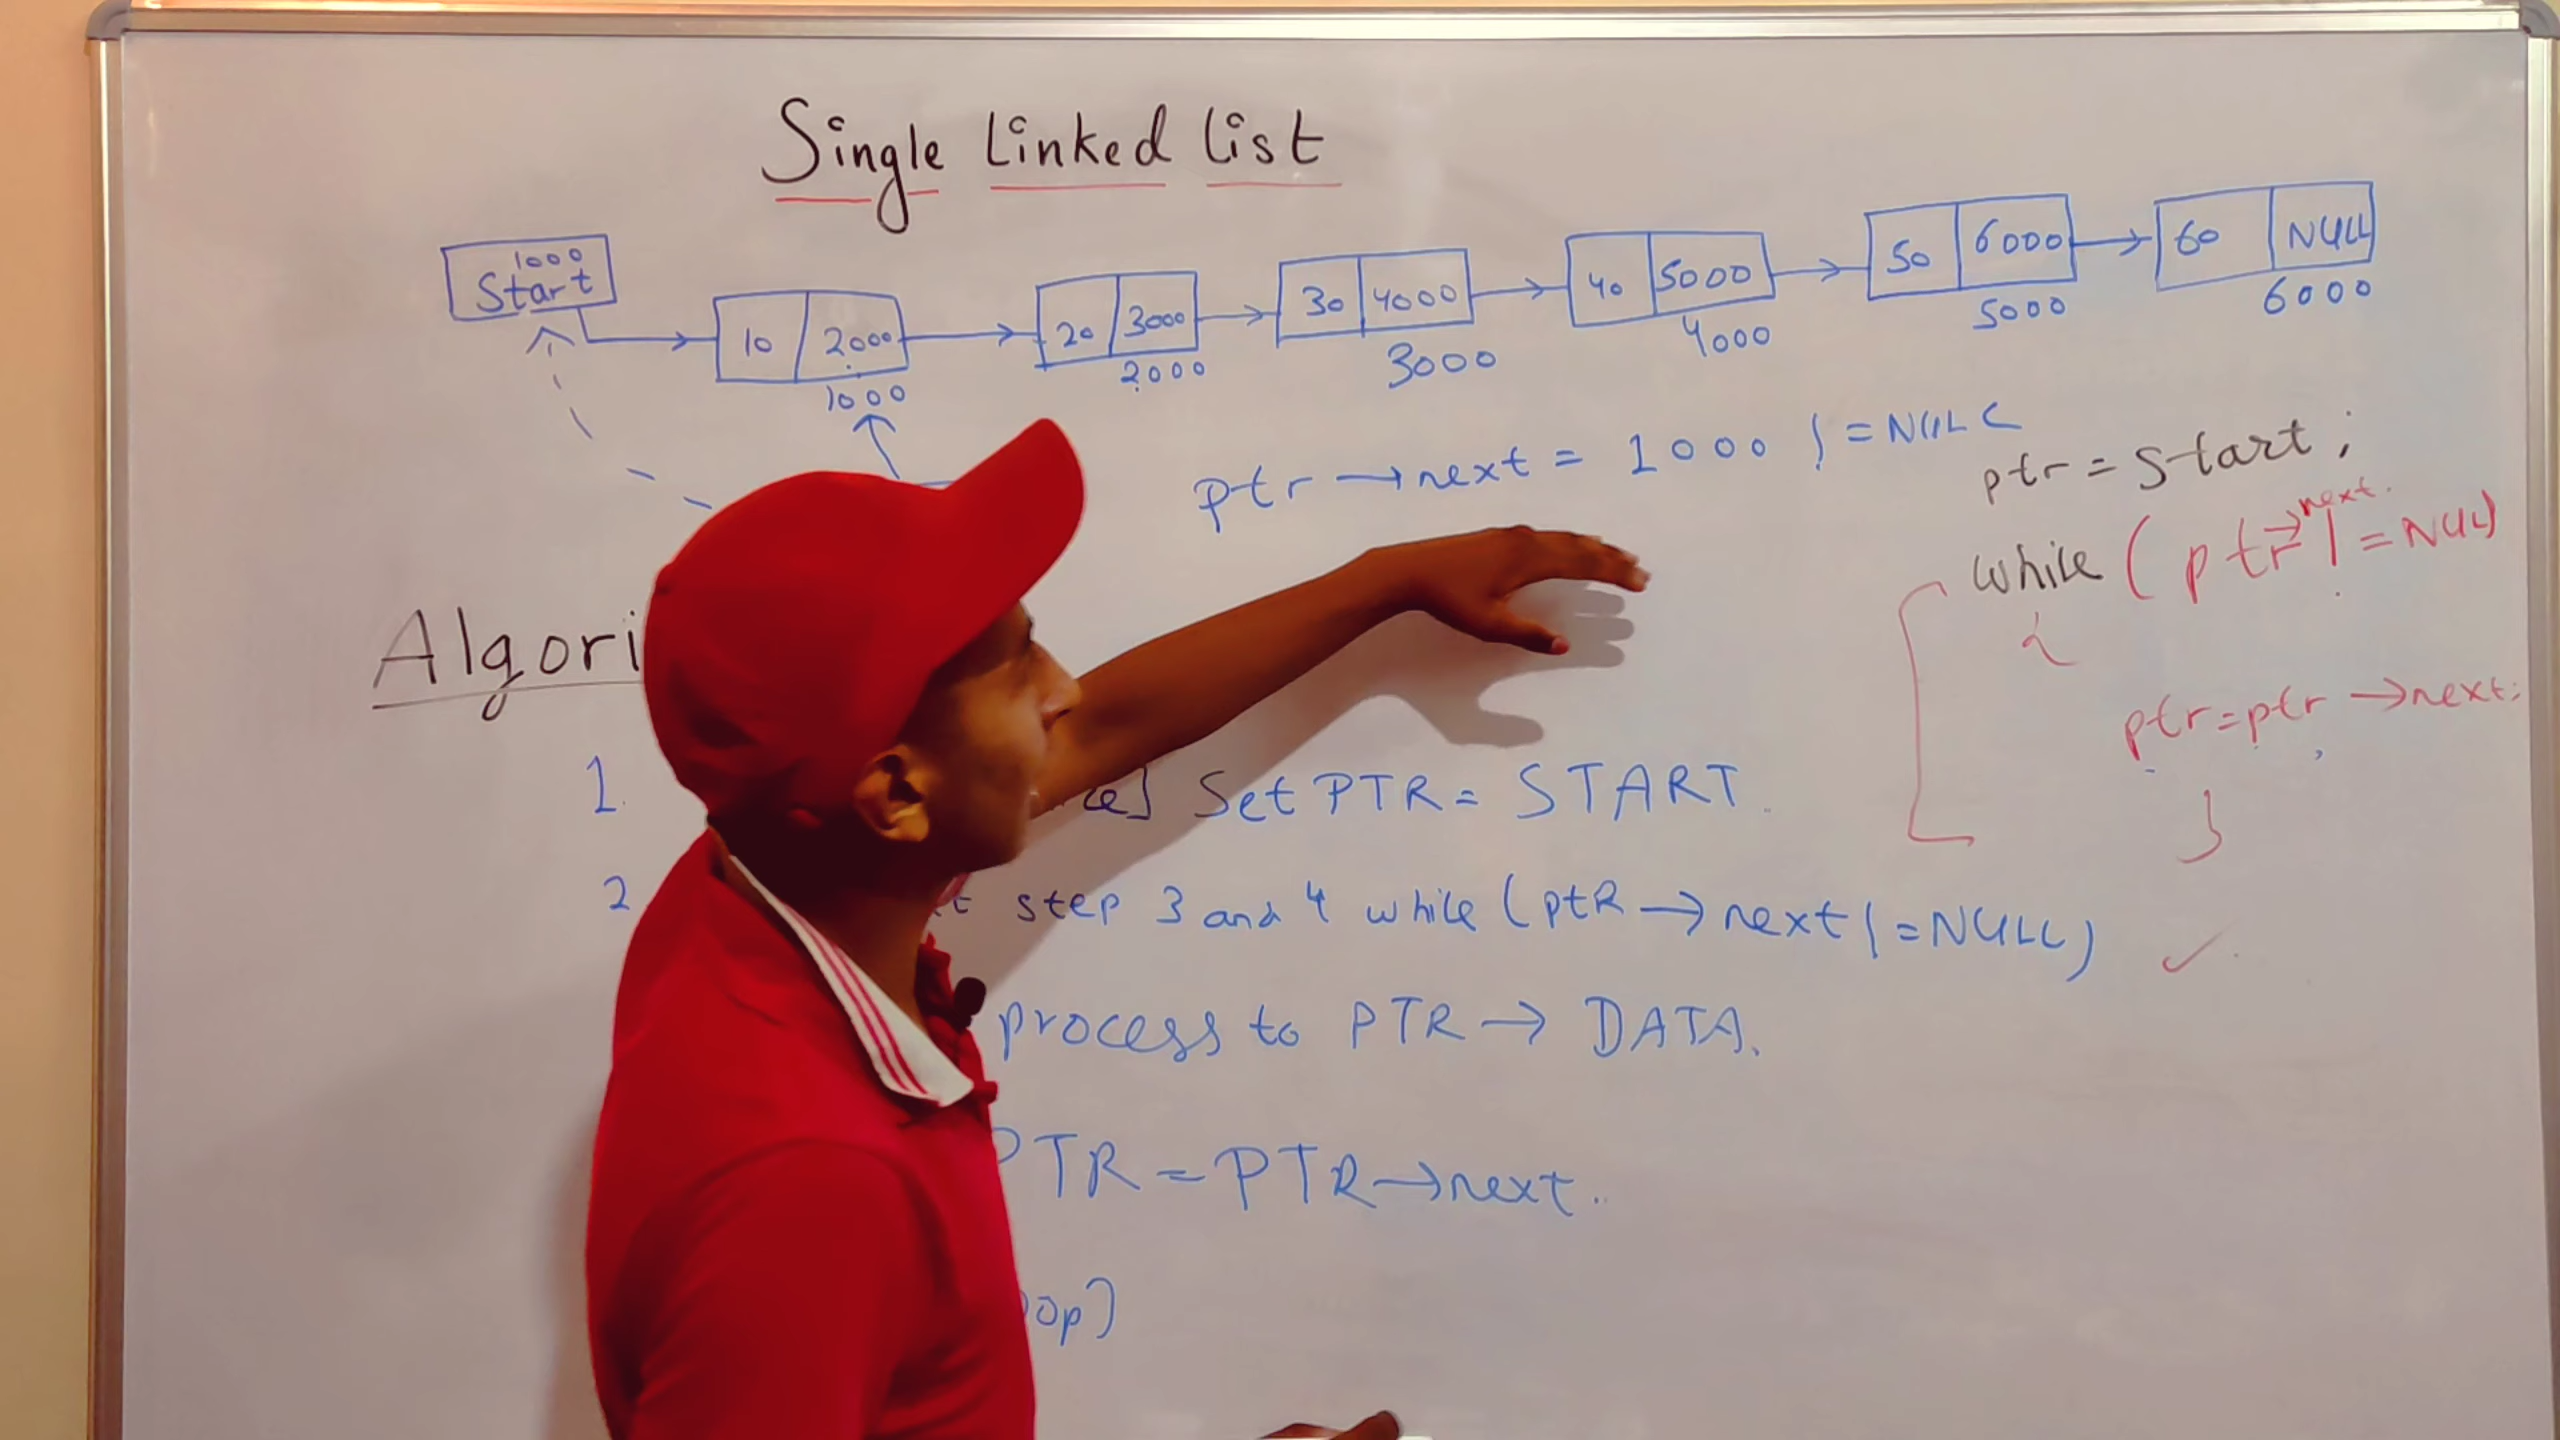 Single Linked List
1000
Start
10 2000
1000
20 3000
2000
30 4000
3000
40 5000
4000
50 6000
5000
60 NULL
6000
ptr → next = 1000 != NULL
ptr = Start;
while (ptr→next != NULL)
{
ptr=ptr →next;
}
Algori
1. ce] Set PTR = START.
2 t step 3 and 4 while (ptR → next != NULL) ✓
process to PTR → DATA.
PTR = PTR→next.
oop]